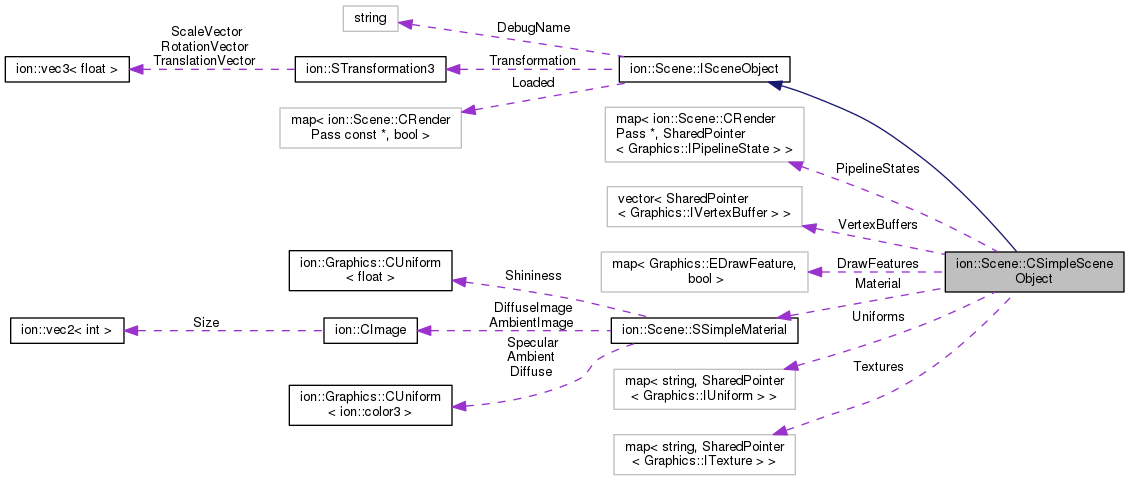 string
DebugName
ScaleVector
RotationVector
TranslationVector
ion::vec3< float >
ion::STransformation3
Transformation
ion::Scene::ISceneObject
Loaded
map< ion::Scene::CRender
Pass const *, bool >
map< ion::Scene::CRender
Pass *, SharedPointer
< Graphics::IPipelineState > >
PipelineStates
vector< SharedPointer
< Graphics::IVertexBuffer > >
VertexBuffers
ion::Graphics::CUniform
< float >
Shininess
map< Graphics::EDrawFeature,
bool >
DrawFeatures
ion::Scene::CSimpleScene
Object
Material
ion::vec2< int >
Size
ion::CImage
DiffuseImage
AmbientImage
ion::Scene::SSimpleMaterial
Uniforms
Specular
Ambient
Diffuse
ion::Graphics::CUniform
< ion::color3 >
map< string, SharedPointer
< Graphics::IUniform > >
Textures
map< string, SharedPointer
< Graphics::ITexture > >